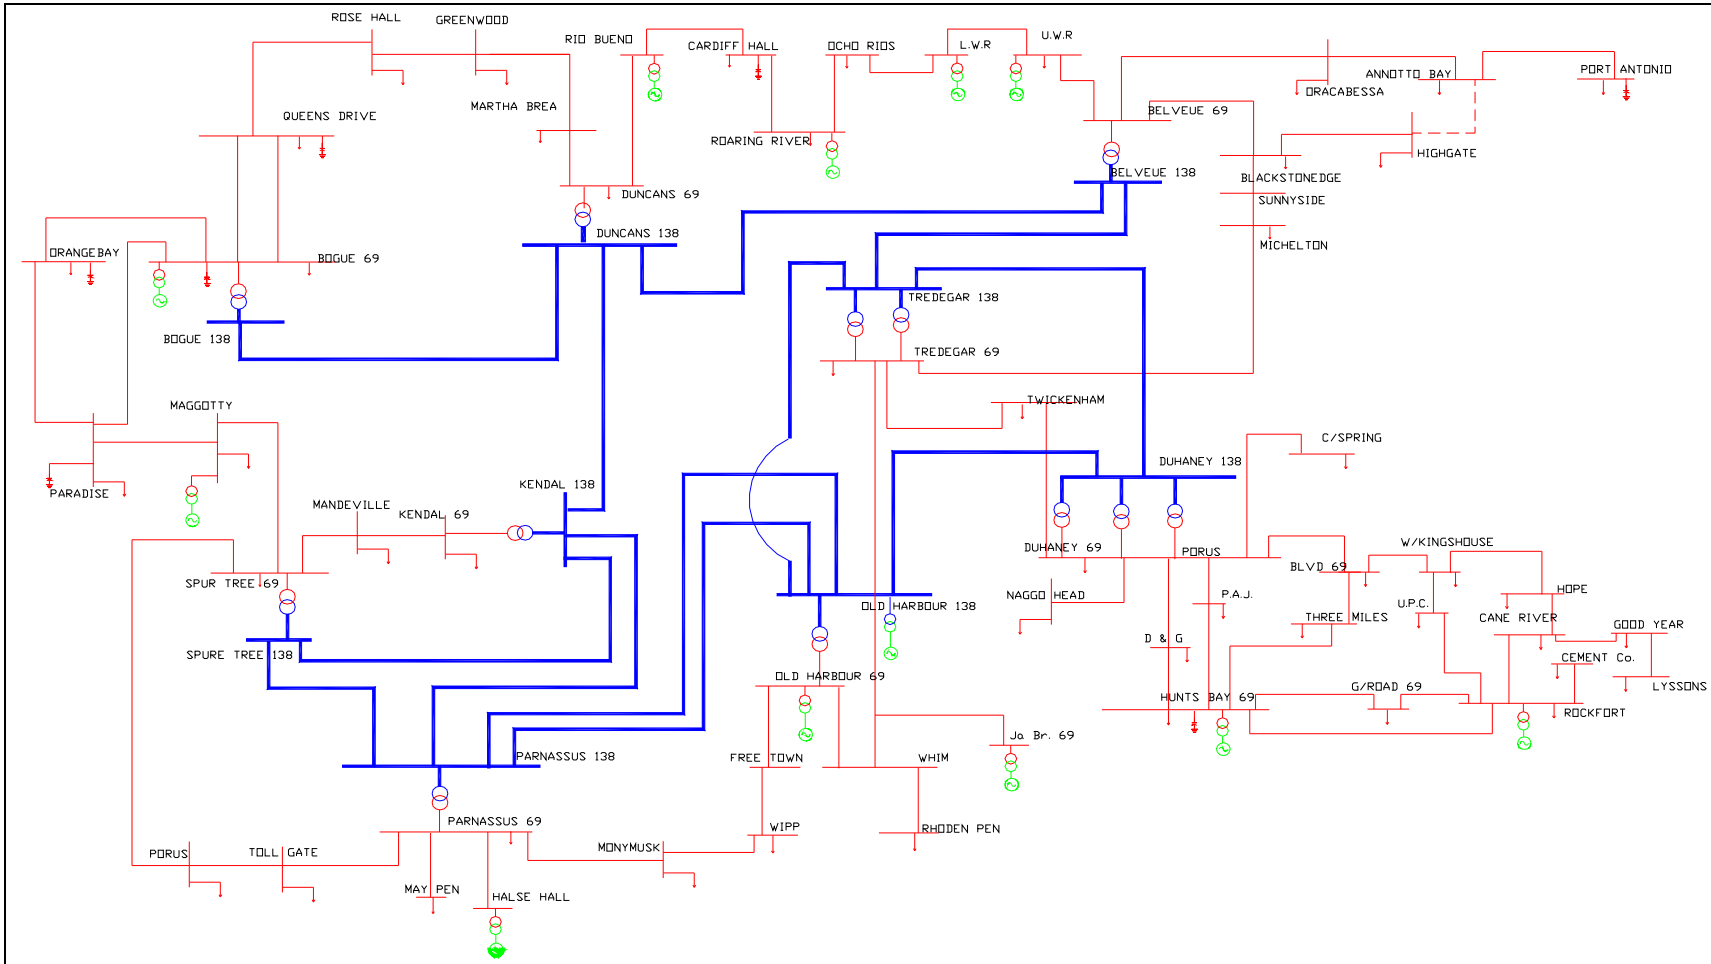 ROSE HALL
GREENWOOD
RIO BUENO
CARDIFF HALL
OCHO RIOS
L.W.R
U.W.R
ANNOTTO BAY
PORT ANTONIO
ORACABESSA
MARTHA BREA
QUEENS DRIVE
BELVEUE 69
ROARING RIVER
HIGHGATE
BELVEUE 138
BLACKSTONEDGE
DUNCANS 69
SUNNYSIDE
DUNCANS 138
MICHELTON
ORANGEBAY
BOGUE 69
TREDEGAR 138
BOGUE 138
TREDEGAR 69
MAGGOTTY
TWICKENHAM
C/SPRING
DUHANEY 138
PARADISE
KENDAL 138
MANDEVILLE
KENDAL 69
W/KINGSHOUSE
DUHANEY 69
PORUS
BLVD 69
SPUR TREE 69
NAGGO HEAD
P.A.J.
HOPE
OLD HARBOUR 138
U.P.C.
THREE MILES
CANE RIVER
GOOD YEAR
D & G
SPURE TREE 138
CEMENT Co.
OLD HARBOUR 69
G/ROAD 69
LYSSONS
HUNTS BAY 69
ROCKFORT
Ja Br. 69
PARNASSUS 138
FREE TOWN
WHIM
PARNASSUS 69
WIPP
RHODEN PEN
PORUS
TOLL GATE
MONYMUSK
MAY PEN
HALSE HALL